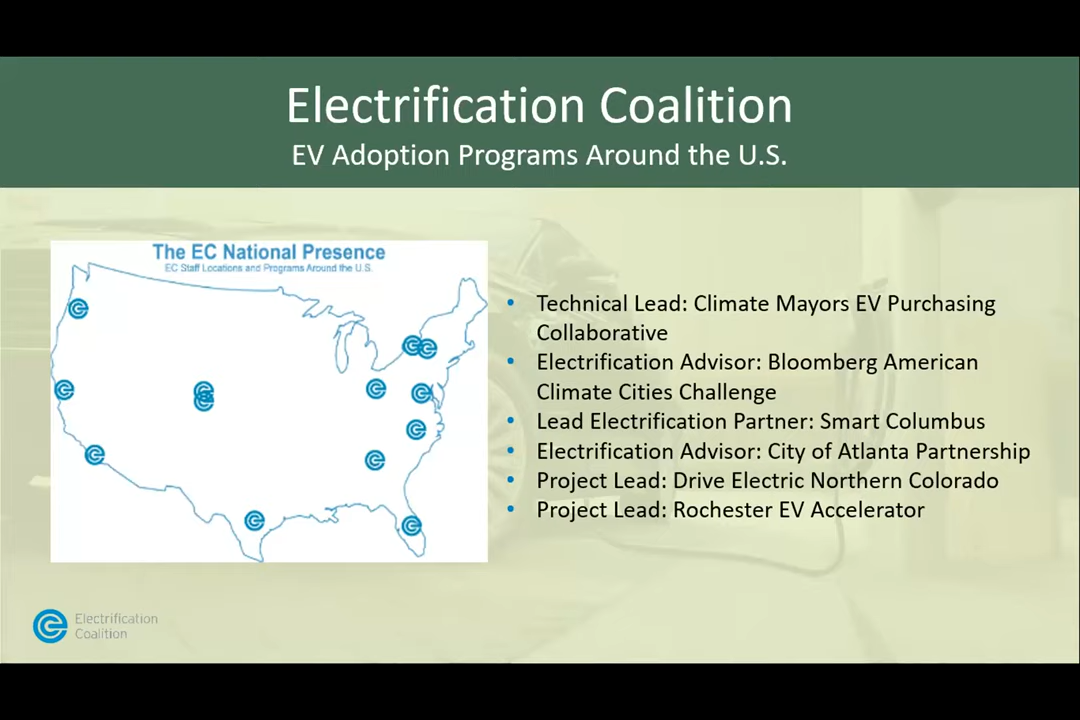 Electrification Coalition
EV Adoption Programs Around the U.S.
The EC National Presence
EC Staff Locations and Programs Around the U.S.
• Technical Lead: Climate Mayors EV Purchasing
Collaborative
• Electrification Advisor: Bloomberg American
Climate Cities Challenge
• Lead Electrification Partner: Smart Columbus
• Electrification Advisor: City of Atlanta Partnership
• Project Lead: Drive Electric Northern Colorado
• Project Lead: Rochester EV Accelerator
Electrification
Coalition